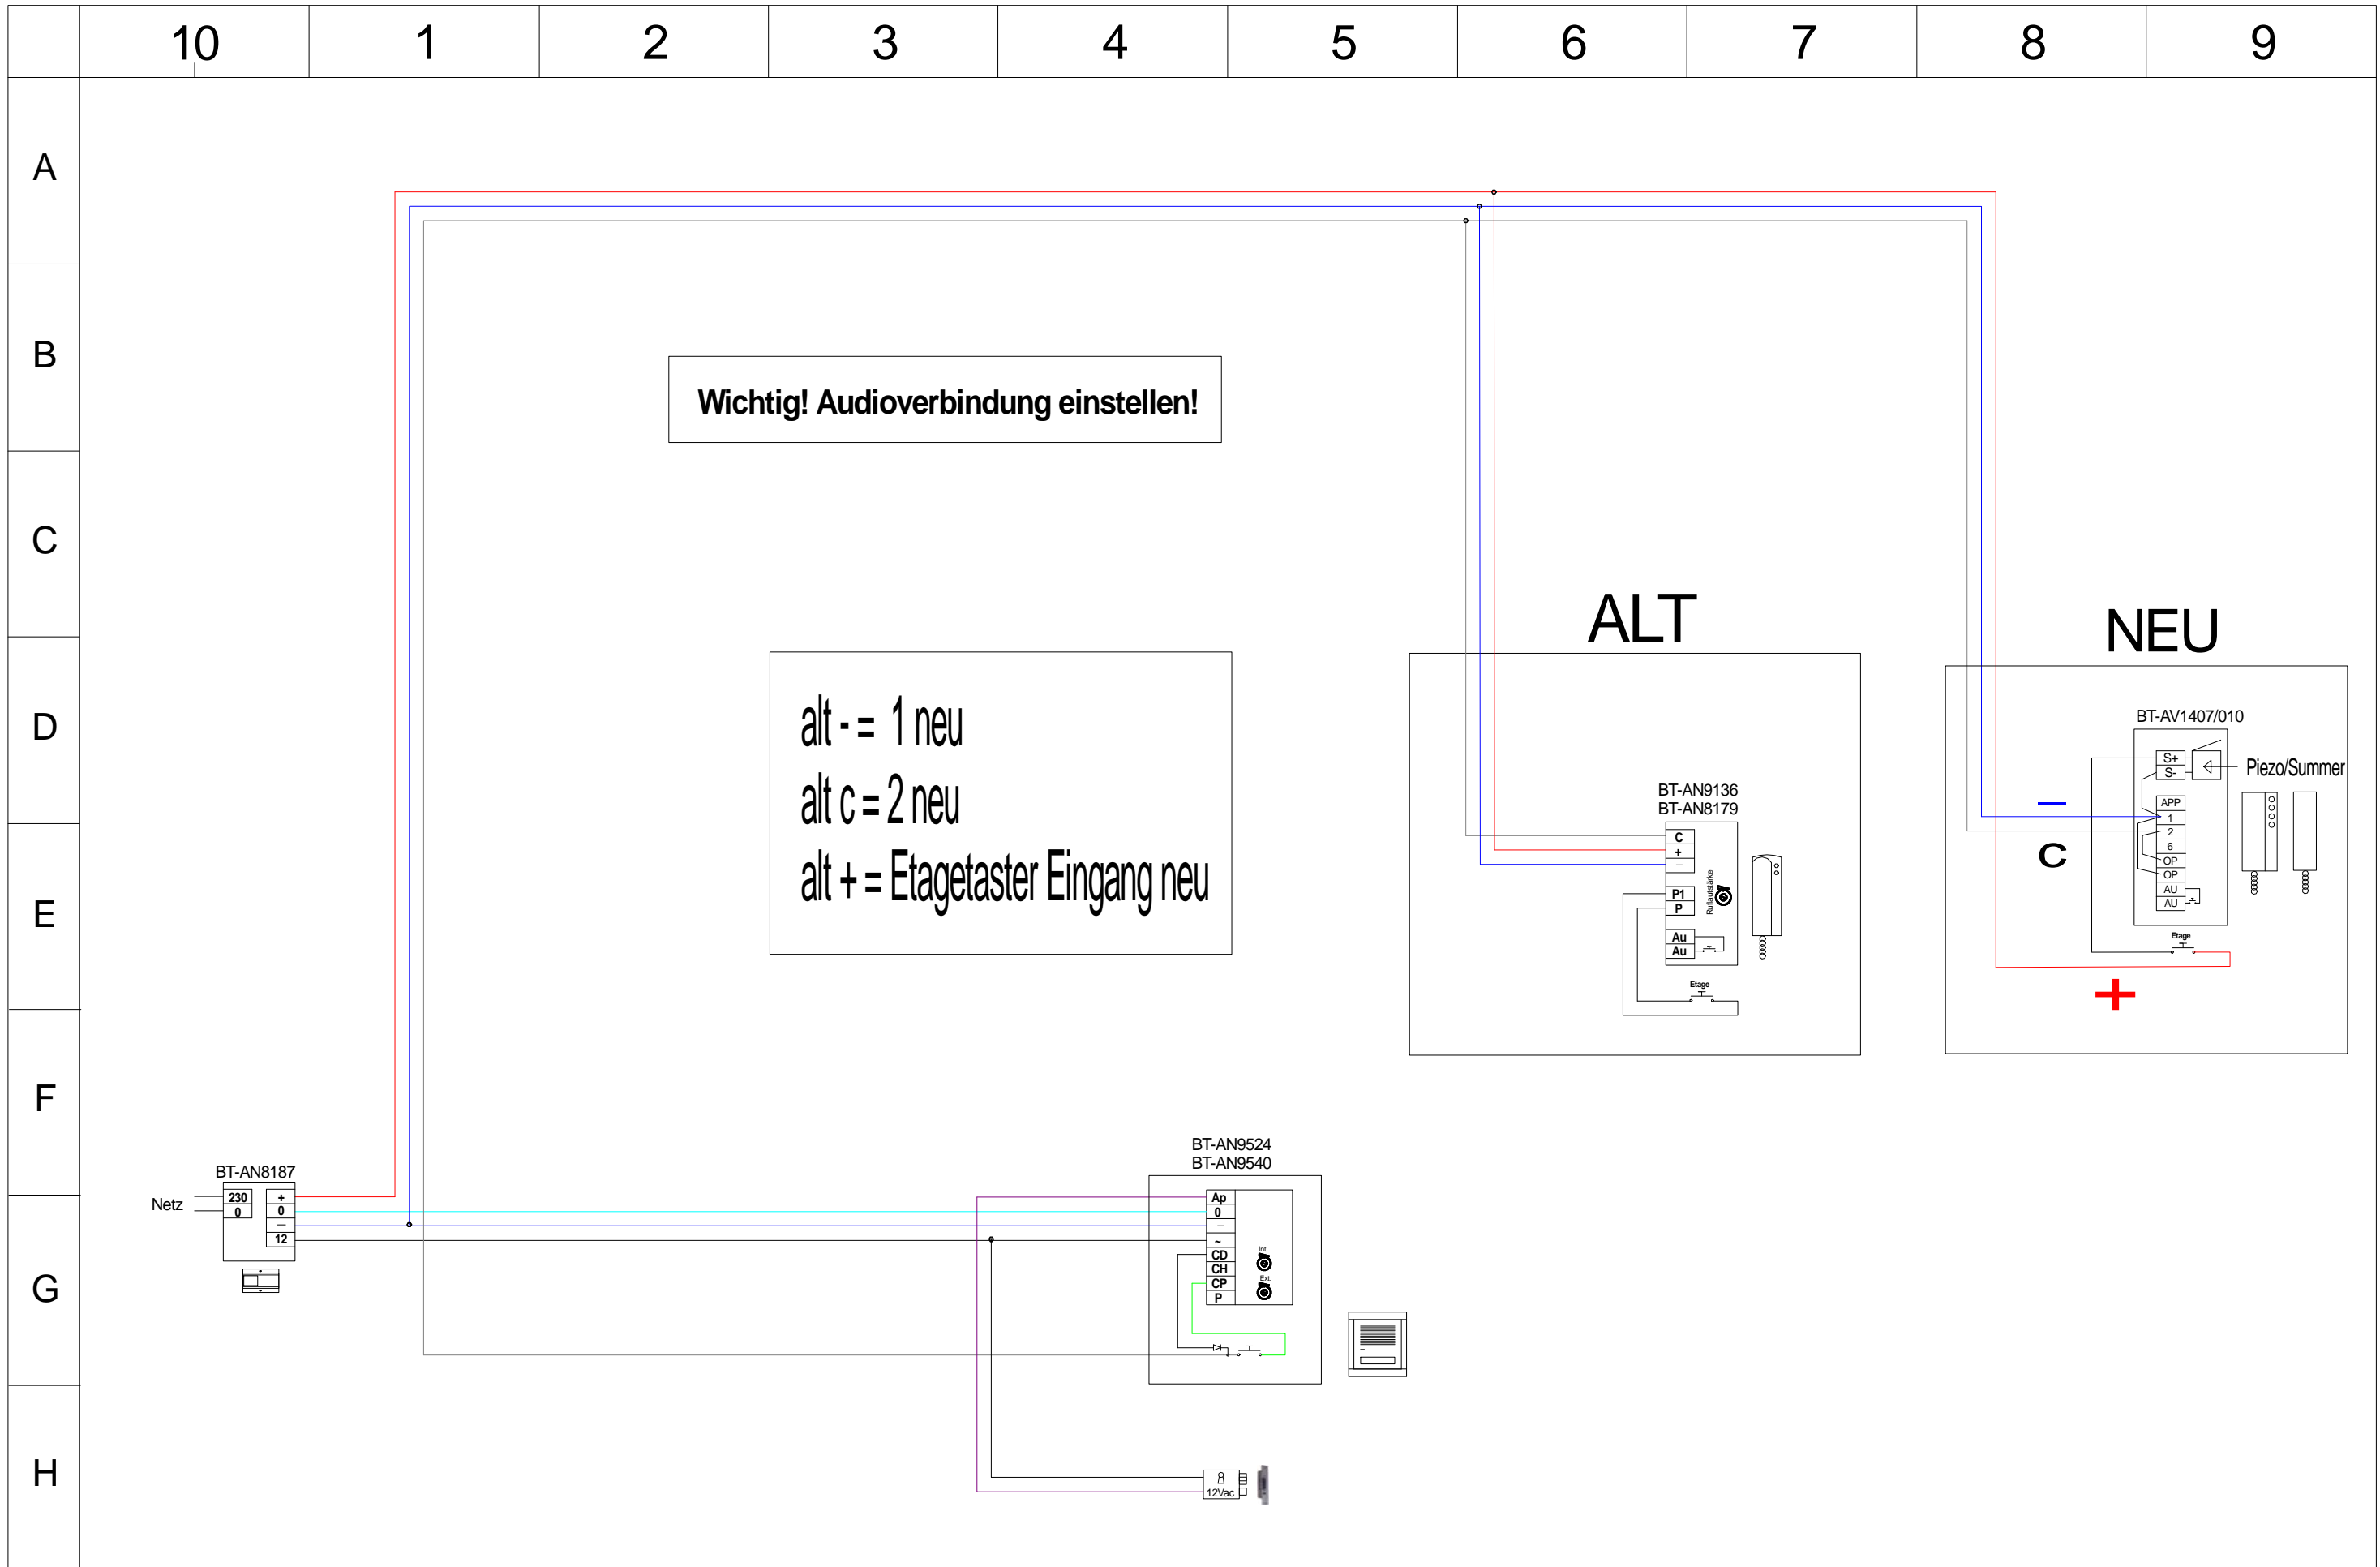 10 1 2 3 4 5 6 7 8 9
A
B
C
D
E
F
G
H
Wichtig! Audioverbindung einstellen!
alt - = 1 neu
alt c = 2 neu
alt + = Etagetaster Eingang neu
ALT
BT-AN9136
BT-AN8179
C
+
−
P1
P
Au
Au
Ruflautstärke
Etage
NEU
BT-AV1407/010
S+
S-
Piezo/Summer
APP
1
2
6
OP
OP
AU
AU
Etage
−
C
+
BT-AN8187
Netz
230
0
+
0
−
12
BT-AN9524
BT-AN9540
Ap
0
−
~
CD
CH
CP
P
Int.
Ext.
12Vac